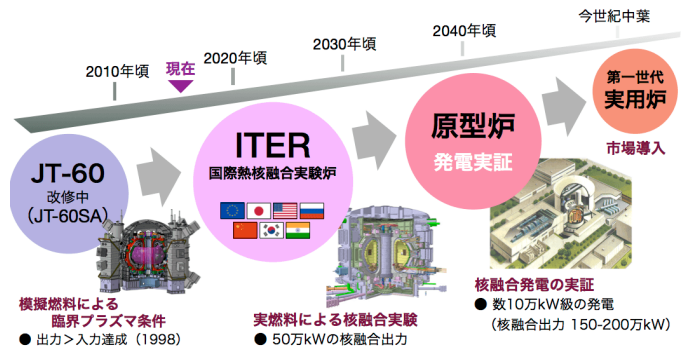 今世紀中葉
2040年頃
2030年頃
2020年頃
現在
2010年頃
JT-60
改修中
（JT-60SA）
ITER
国際熱核融合実験炉
原型炉
発電実証
第一世代
実用炉
市場導入
模擬燃料による
臨界プラズマ条件
● 出力＞入力達成（1998）
実燃料による核融合実験
● 50万kWの核融合出力
核融合発電の実証
● 数10万kW級の発電
（核融合出力 150-200万kW）